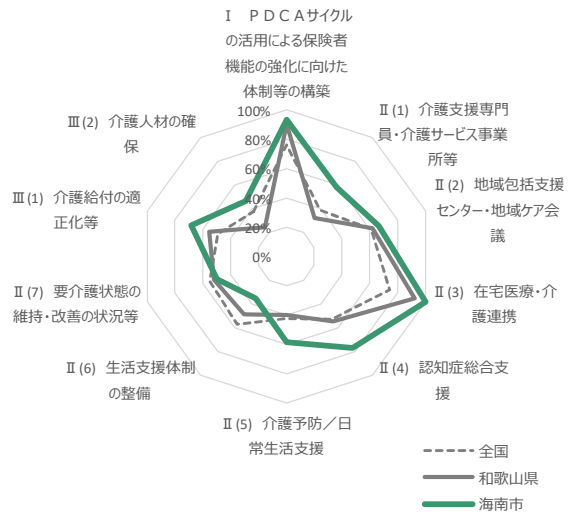 Ⅰ　ＰＤＣＡサイクル
の活用による保険者
機能の強化に向けた
体制等の構築
Ⅱ(1)　介護支援専門
員・介護サービス事業
所等
Ⅱ(2)　地域包括支援
センター・地域ケア会
議
Ⅱ(3)　在宅医療・介
護連携
Ⅱ(4)　認知症総合支
援
Ⅱ(5)　介護予防／日
常生活支援
Ⅱ(6)　生活支援体制
の整備
Ⅱ(7)　要介護状態の
維持・改善の状況等
Ⅲ(1)　介護給付の適
正化等
Ⅲ(2)　介護人材の確
保
100%
80%
60%
40%
20%
0%
全国
和歌山県
海南市